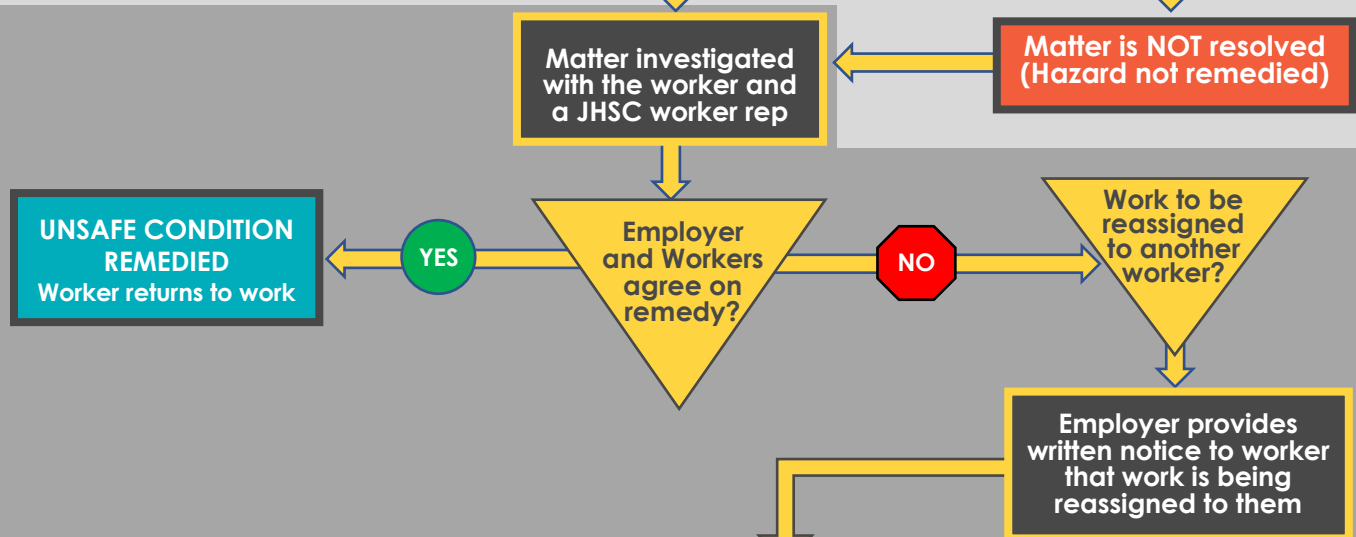 Matter investigated
with the worker and
a JHSC worker rep
Matter is NOT resolved
(Hazard not remedied)
UNSAFE CONDITION
REMEDIED
Worker returns to work
YES
Employer
and Workers
agree on
remedy?
NO
Work to be
reassigned
to another
worker?
Employer provides
written notice to worker
that work is being
reassigned to them